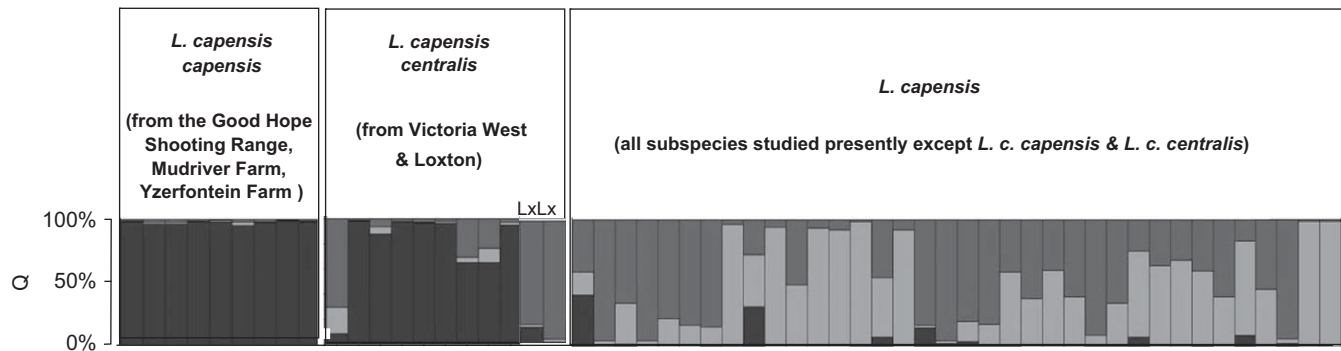 L. capensis
capensis
(from the Good Hope
Shooting Range,
Mudriver Farm,
Yzerfontein Farm )
L. capensis
centralis
(from Victoria West
& Loxton)
L. capensis
(all subspecies studied presently except L. c. capensis & L. c. centralis)
LxLx
100%
50%
0%
Q